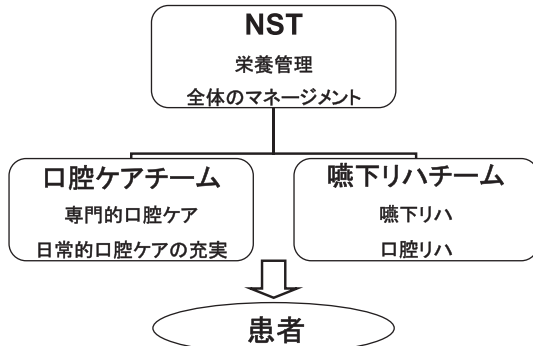 NST
栄養管理
全体のマネージメント
口腔ケアチーム
専門的口腔ケア
日常的口腔ケアの充実
嚥下リハチーム
嚥下リハ
口腔リハ
患者